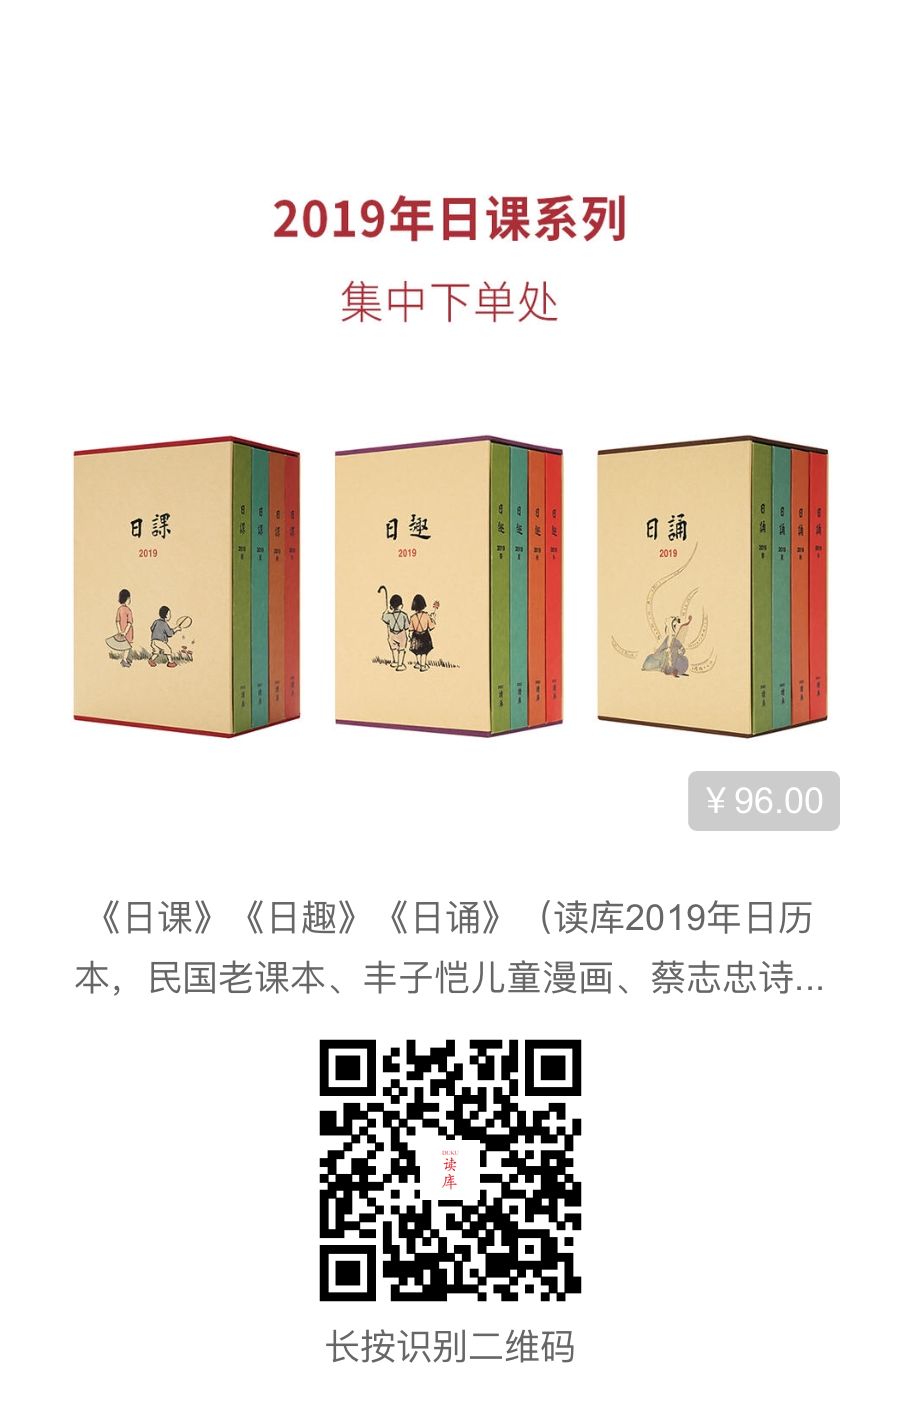 2019年日课系列
集中下单处
日課
2019
日趣
2019
日誦
2019
¥ 96.00
《日课》《日趣》《日诵》（读库2019年日历
本，民国老课本、丰子恺儿童漫画、蔡志忠诗...
DUKU
读
库
长按识别二维码